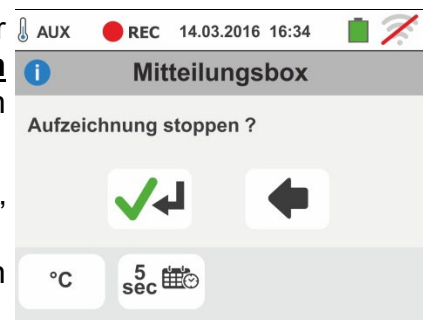 r
AUX REC 14.03.2016 16:34
n
Mitteilungsbox
n
Aufzeichnung stoppen ?
,
n
°C 5 sec